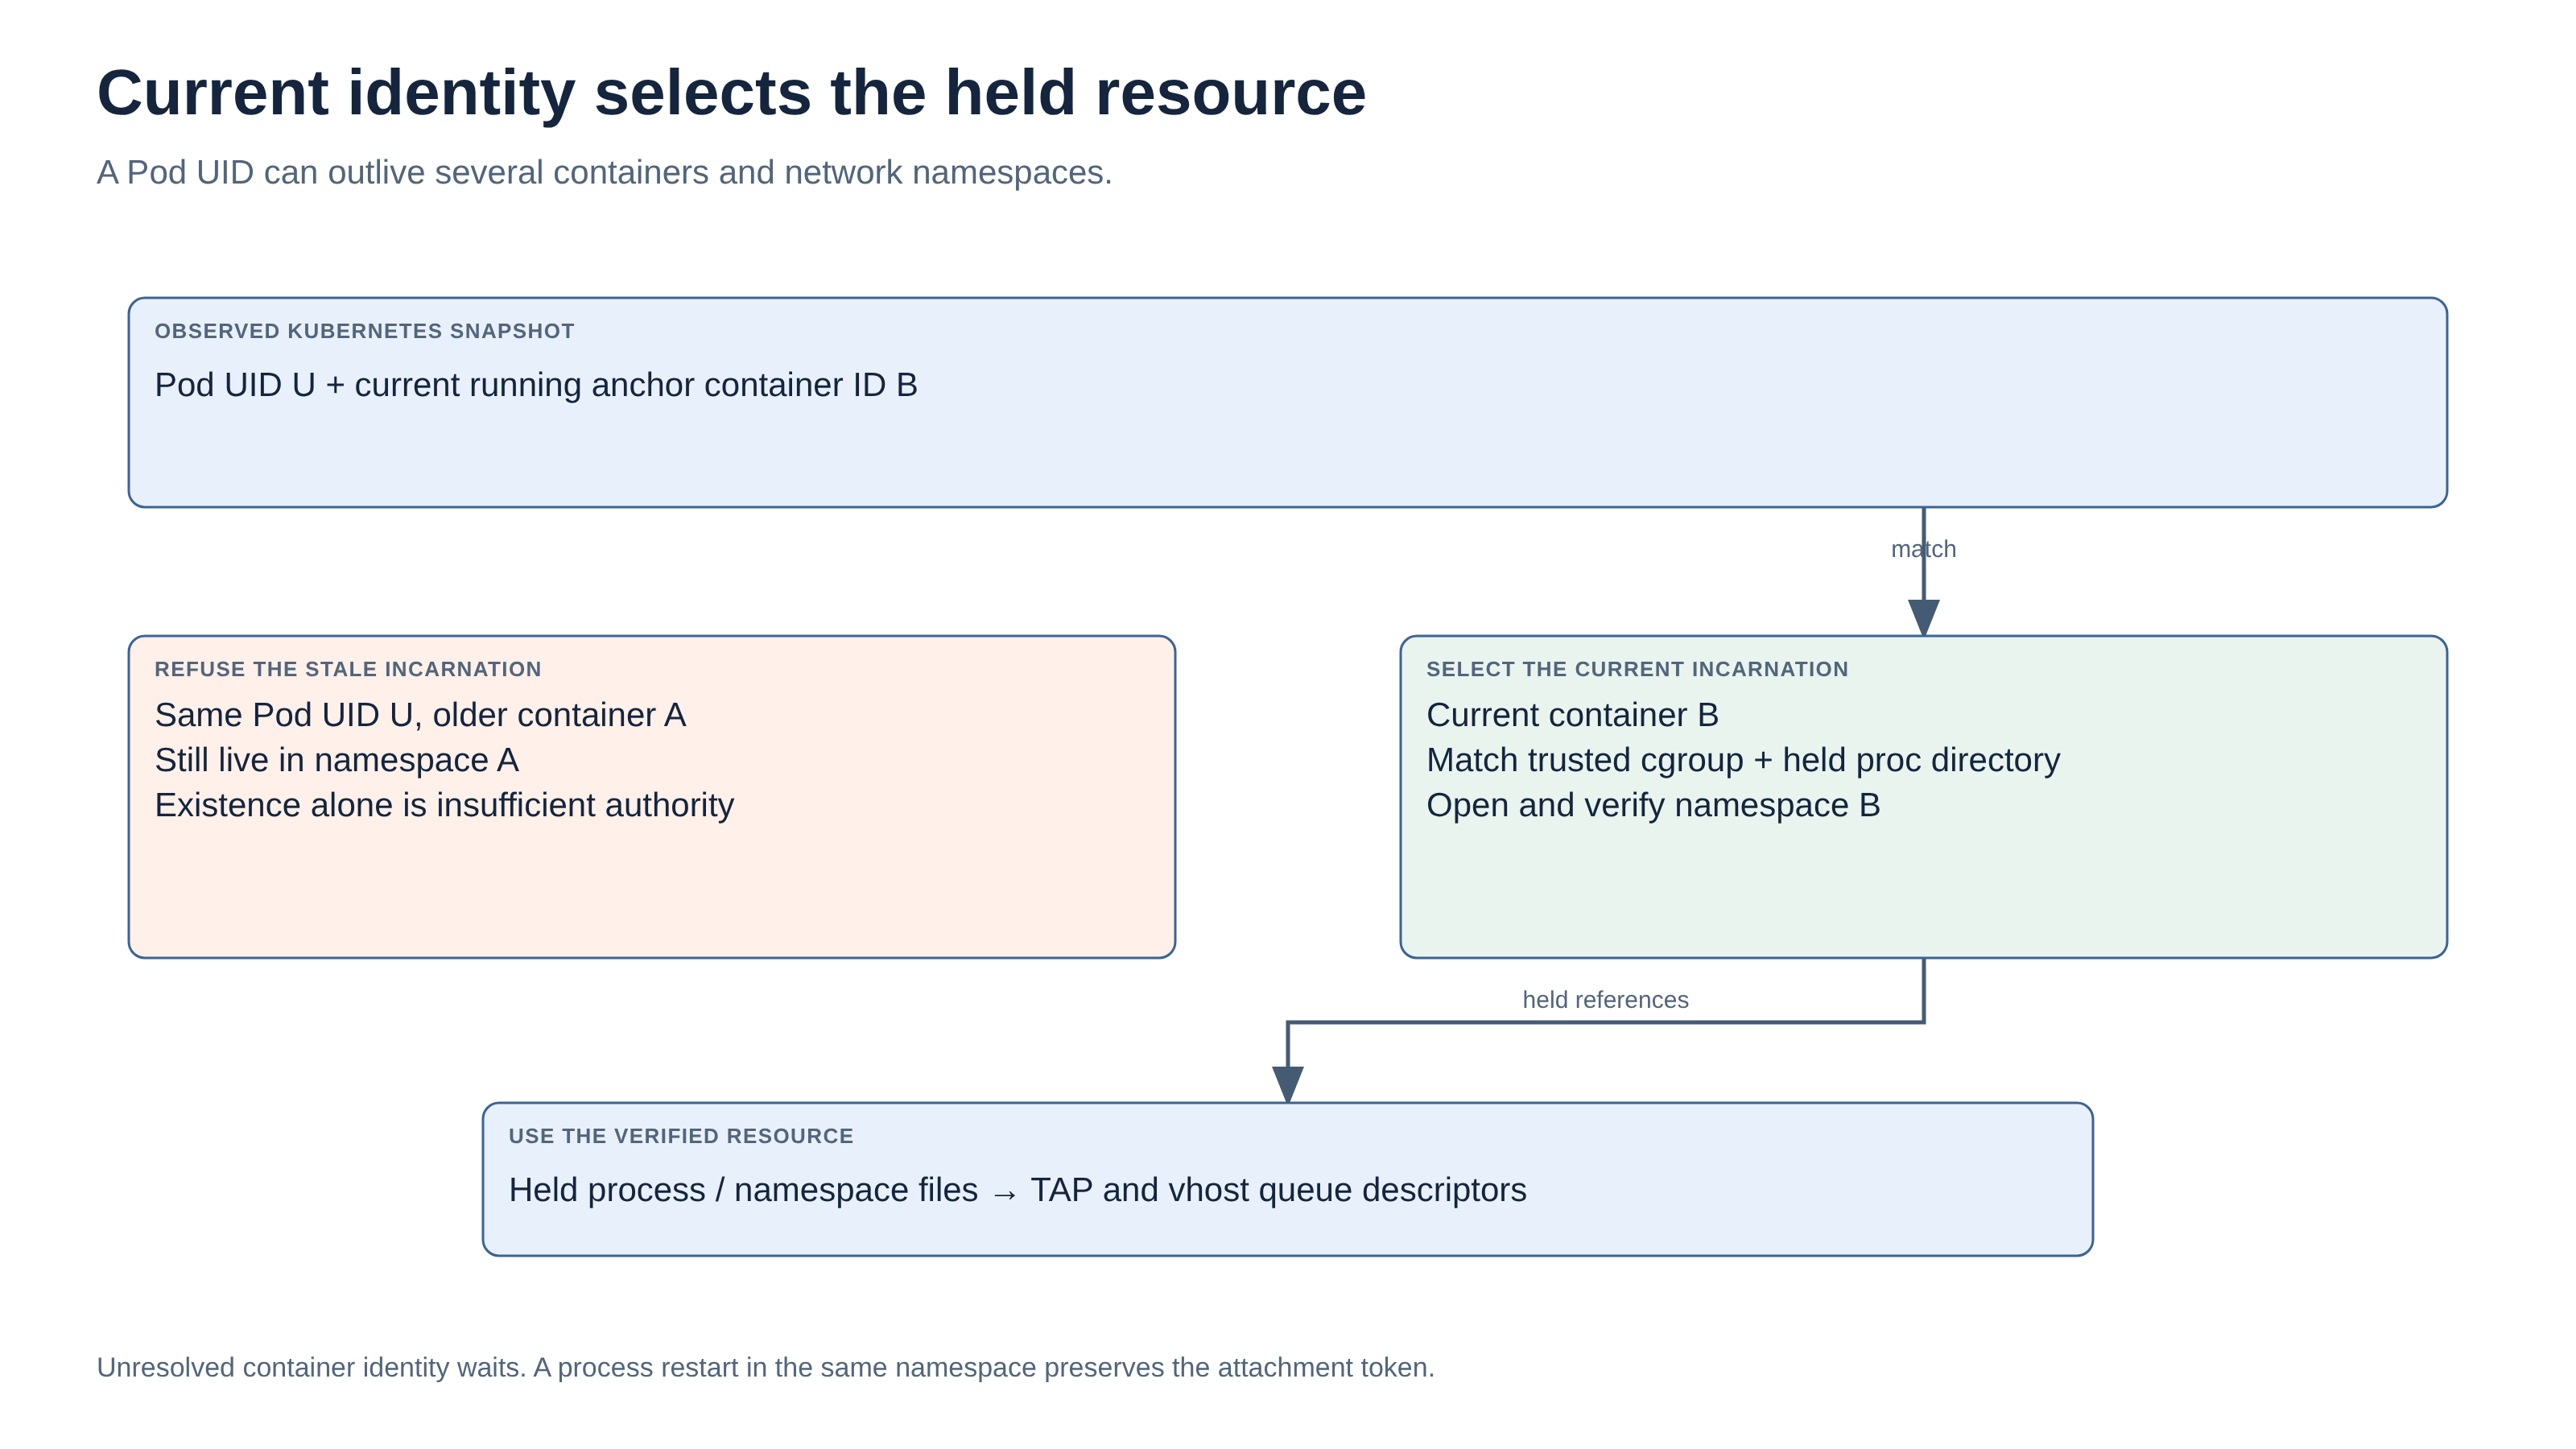 Current identity selects the held resource
A Pod UID can outlive several containers and network namespaces.
OBSERVED KUBERNETES SNAPSHOT
Pod UID U + current running anchor container ID B
match
REFUSE THE STALE INCARNATION
Same Pod UID U, older container A
Still live in namespace A
Existence alone is insufficient authority
SELECT THE CURRENT INCARNATION
Current container B
Match trusted cgroup + held proc directory
Open and verify namespace B
held references
USE THE VERIFIED RESOURCE
Held process / namespace files → TAP and vhost queue descriptors
Unresolved container identity waits. A process restart in the same namespace preserves the attachment token.